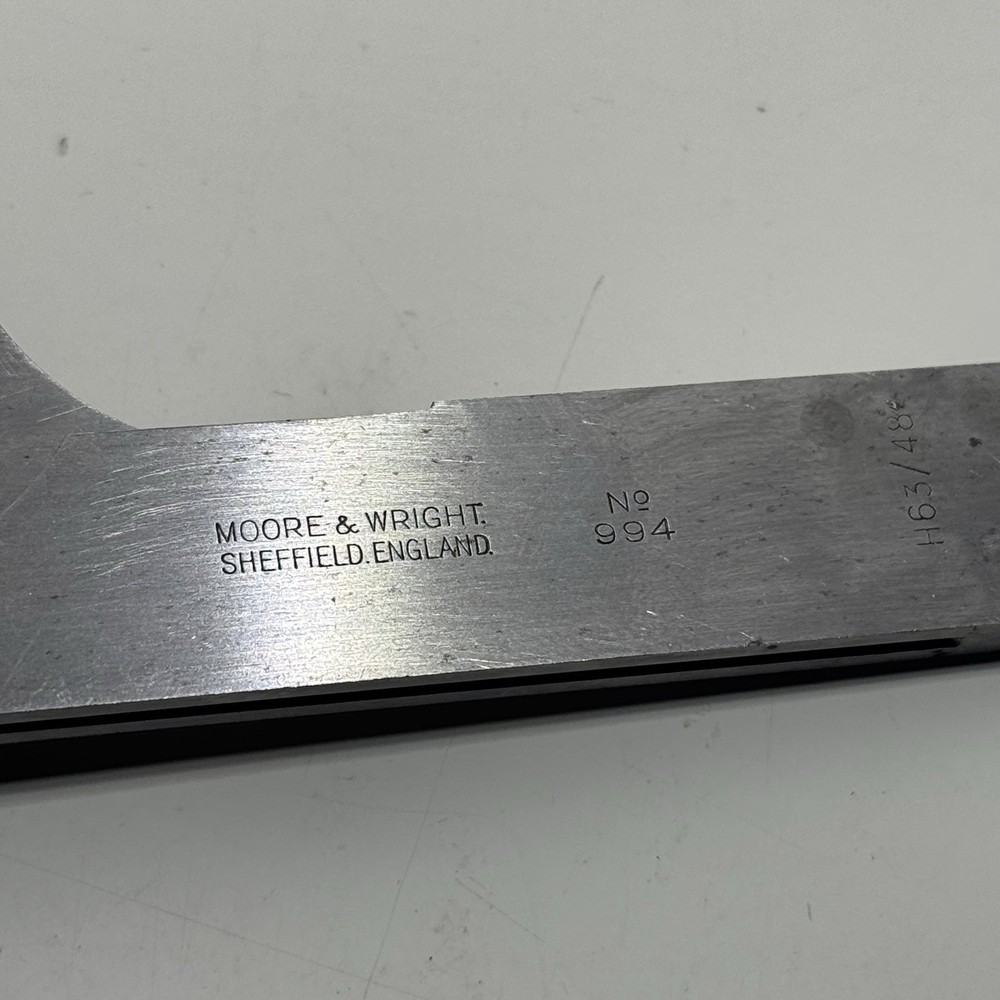 MOORE & WRIGHT.
SHEFFIELD.ENGLAND.
No
994
H63/48